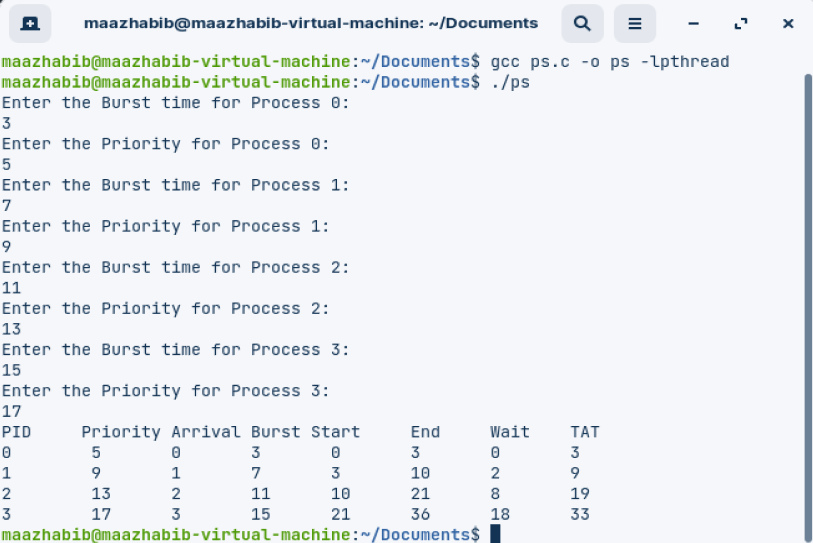 maazhabib@maazhabib-virtual-machine: ~/Documents
maazhabib@maazhabib-virtual-machine:~/Documents$ gcc ps.c -o ps -lpthread
maazhabib@maazhabib-virtual-machine:~/Documents$ ./ps
Enter the Burst time for Process 0:
3
Enter the Priority for Process 0:
5
Enter the Burst time for Process 1:
7
Enter the Priority for Process 1:
9
Enter the Burst time for Process 2:
11
Enter the Priority for Process 2:
13
Enter the Burst time for Process 3:
15
Enter the Priority for Process 3:
17
PID     Priority Arrival Burst Start     End     Wait    TAT
0        5       0       3       0       3       0       3
1        9       1       7       3       10      2       9
2        13      2       11      10      21      8       19
3        17      3       15      21      36      18      33
maazhabib@maazhabib-virtual-machine:~/Documents$